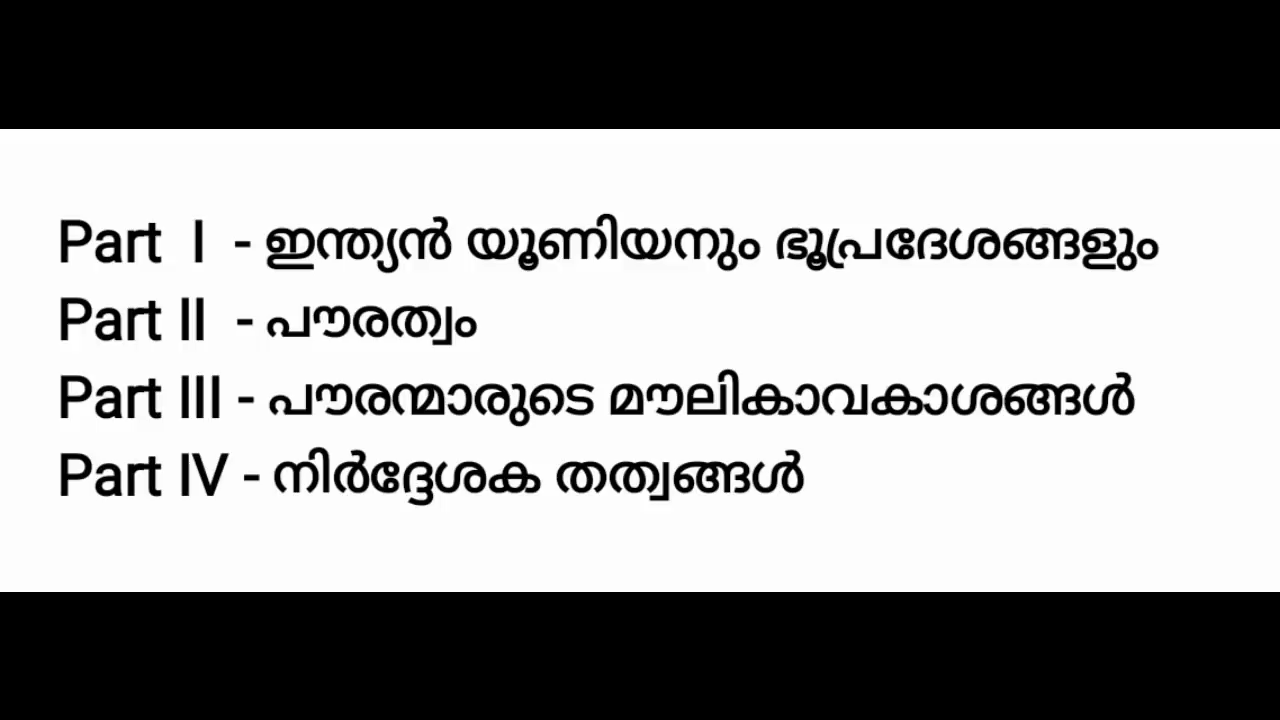 Part I - ഇന്ത്യൻ യൂണിയനും ഭൂപ്രദേശങ്ങളും
Part II - പൗരത്വം
Part III - പൗരന്മാരുടെ മൗലികാവകാശങ്ങൾ
Part IV - നിർദ്ദേശക തത്വങ്ങൾ